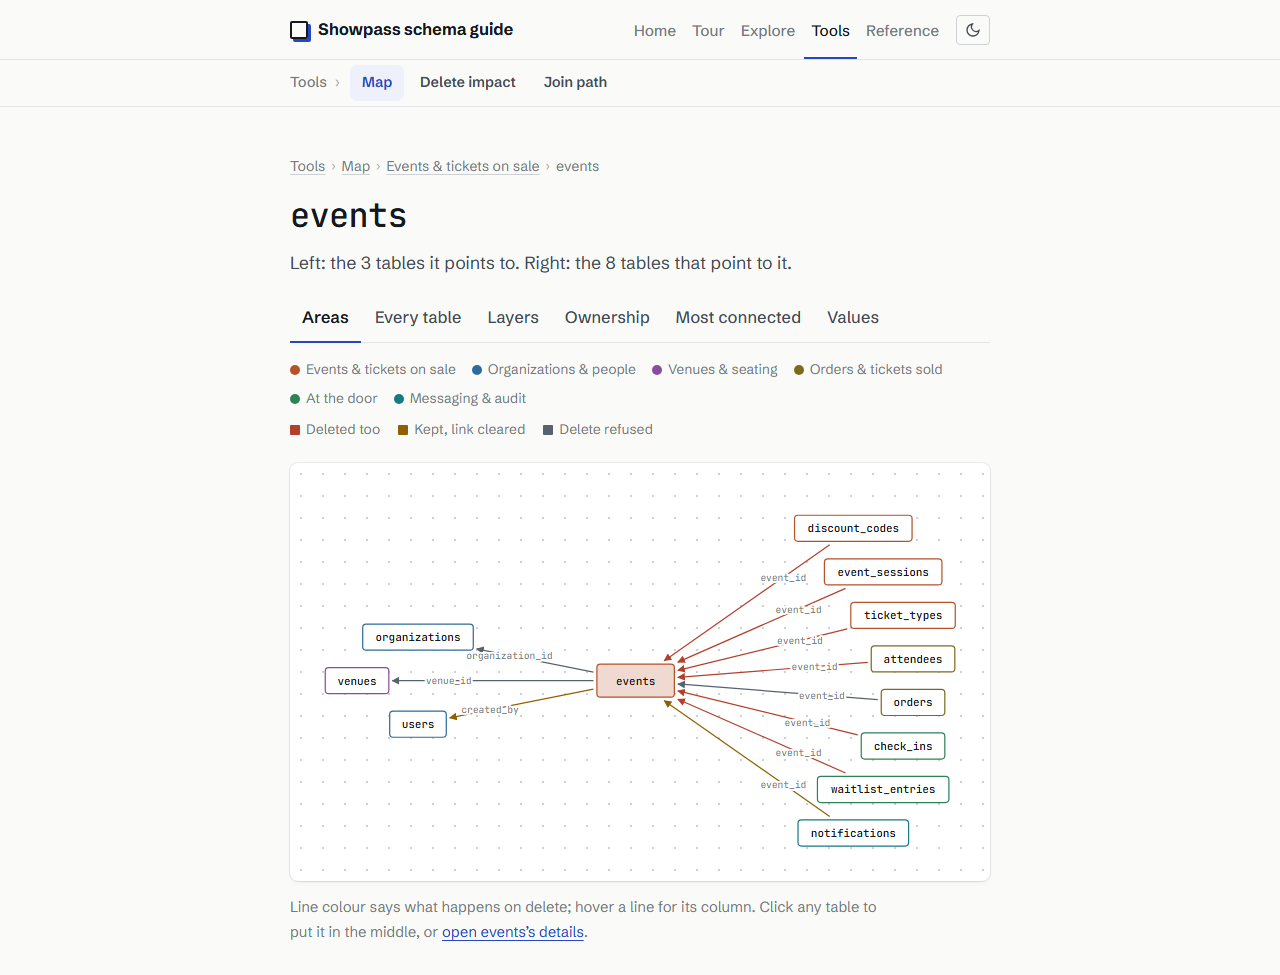 Showpass schema guide
Home Tour Explore Tools Reference
Tools › Map Delete impact Join path
Tools › Map › Events & tickets on sale › events
events
Left: the 3 tables it points to. Right: the 8 tables that point to it.
Areas Every table Layers Ownership Most connected Values
Events & tickets on sale Organizations & people Venues & seating Orders & tickets sold
At the door Messaging & audit
Deleted too Kept, link cleared Delete refused
discount_codes
event_id
event_sessions
event_id
ticket_types
organizations
event_id
organization_id
attendees
event_id
venues
venue_id
events
event_id
orders
created_by
users
event_id
check_ins
event_id
event_id
waitlist_entries
notifications
Line colour says what happens on delete; hover a line for its column. Click any table to
put it in the middle, or open events’s details.